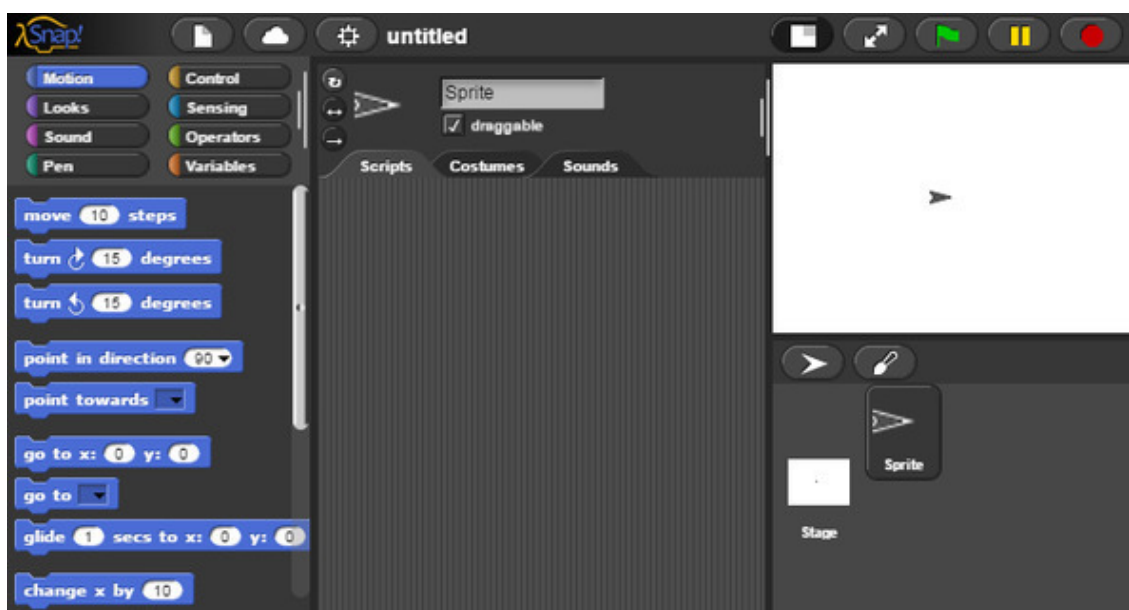 λSnap!
untitled
Motion
Control
Looks
Sensing
Sound
Operators
Pen
Variables
move 10 steps
turn 15 degrees
turn 15 degrees
point in direction 90
point towards
go to x: 0 y: 0
go to
glide 1 secs to x: 0 y: 0
change x by 10
Sprite
draggable
Scripts Costumes Sounds
Sprite
Stage